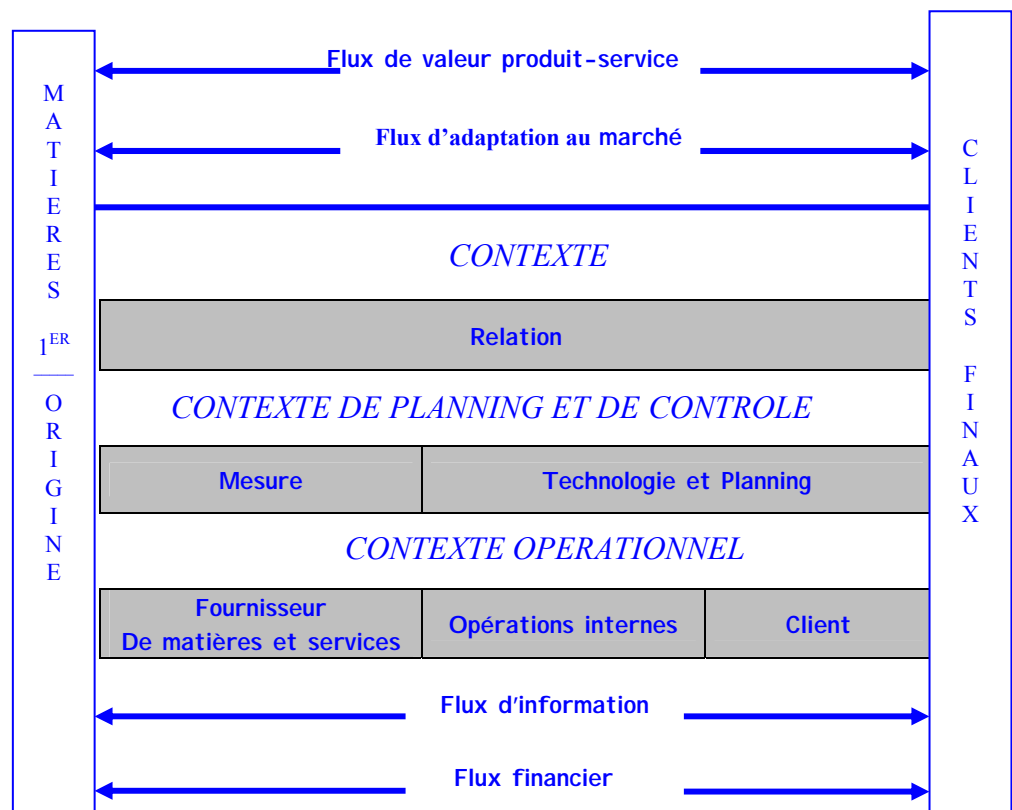 Flux de valeur produit-service
Flux d'adaptation au marché
MATIERES 1ER ORIGINE
CONTEXTE
Relation
CONTEXTE DE PLANNING ET DE CONTROLE
Mesure
Technologie et Planning
CONTEXTE OPERATIONNEL
Fournisseur
De matières et services
Opérations internes
Client
Flux d'information
Flux financier
CLIENTS FINAUX